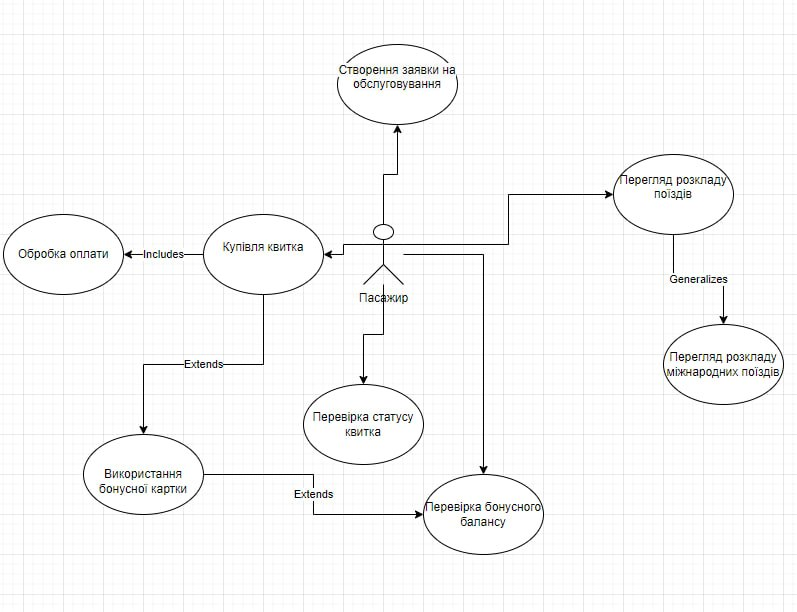 Створення заявки на
обслуговування
Перегляд розкладу
поїздів
Обробка оплати
Includes
Купівля квитка
Пасажир
Generalizes
Перегляд розкладу
міжнародних поїздів
Extends
Перевірка статусу
квитка
Використання
бонусної картки
Extends
Перевірка бонусного
балансу